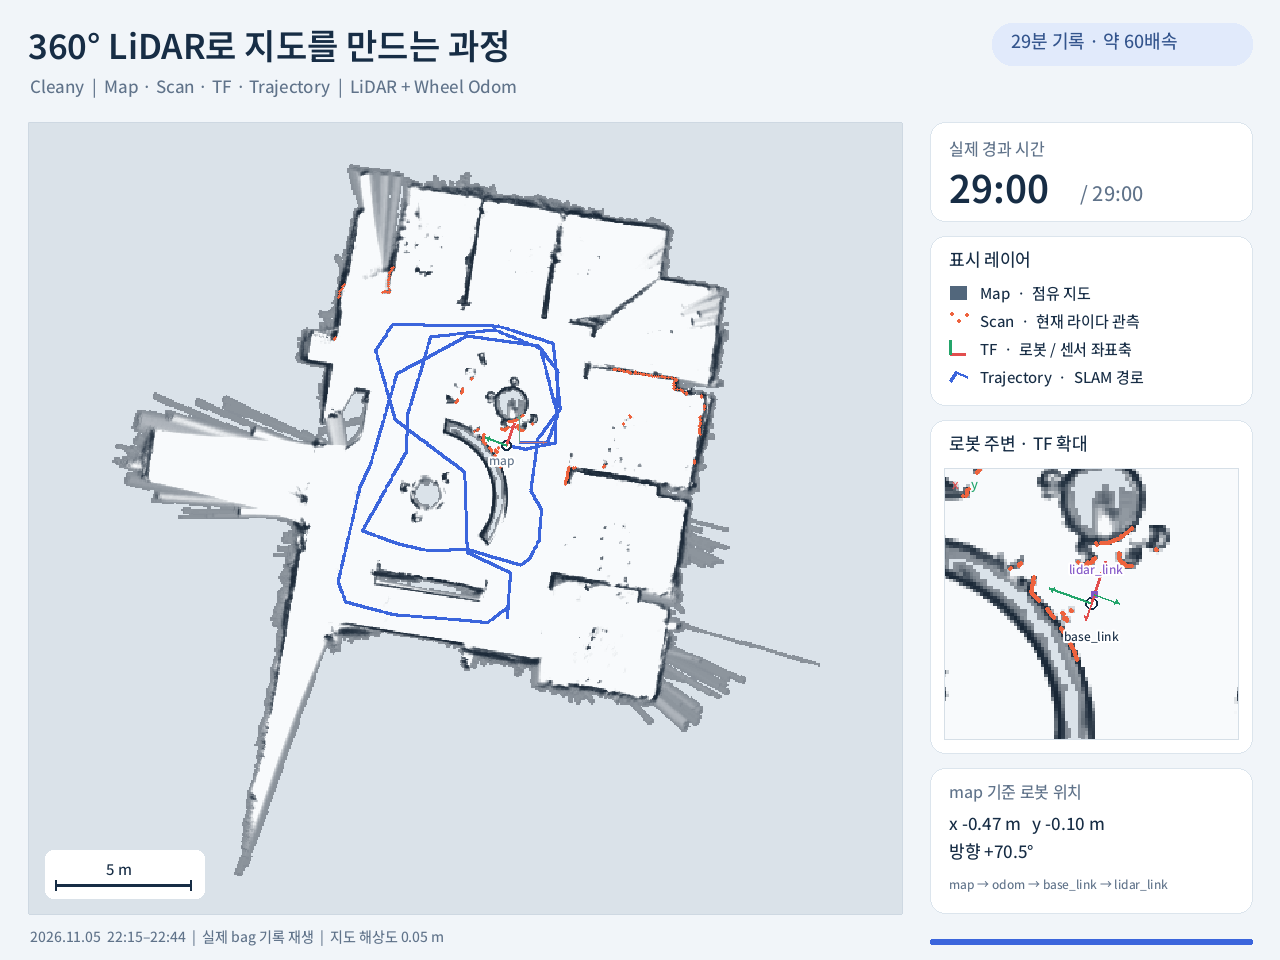 360° LiDAR로 지도를 만드는 과정
29분 기록 · 약 60배속
Cleany | Map · Scan · TF · Trajectory | LiDAR + Wheel Odom
실제 경과 시간
29:00 / 29:00
표시 레이어
Map · 점유 지도
Scan · 현재 라이다 관측
TF · 로봇 / 센서 좌표축
Trajectory · SLAM 경로
map
로봇 주변 · TF 확대
x -y
lidar_link
base_link
map 기준 로봇 위치
x -0.47 m y -0.10 m
방향 +70.5°
map → odom → base_link → lidar_link
5 m
2026.11.05 22:15–22:44 | 실제 bag 기록 재생 | 지도 해상도 0.05 m